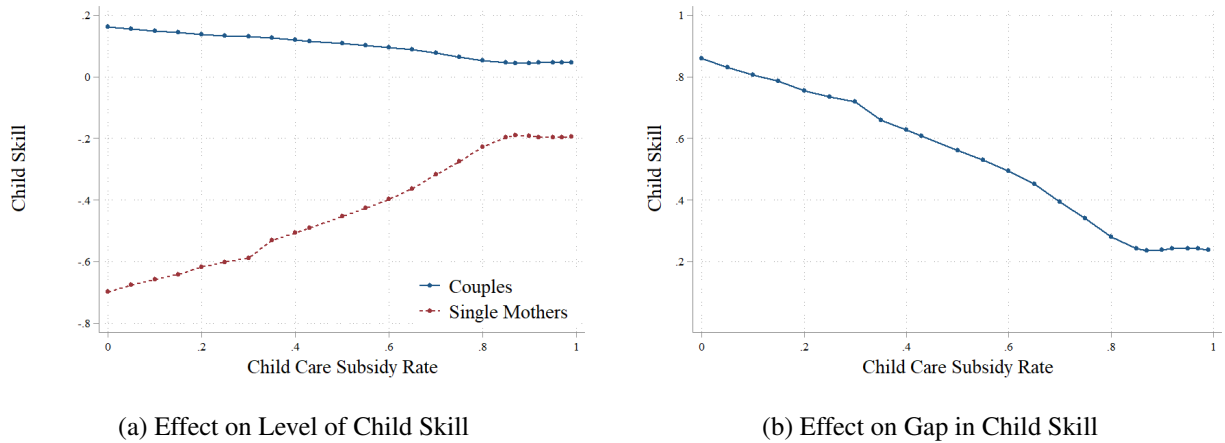 .2
0
-.2
-.4
-.6
-.8
Child Skill
Couples
Single Mothers
0 .2 .4 .6 .8 1
Child Care Subsidy Rate
(a) Effect on Level of Child Skill
1
.8
.6
.4
.2
Child Skill
0 .2 .4 .6 .8 1
Child Care Subsidy Rate
(b) Effect on Gap in Child Skill